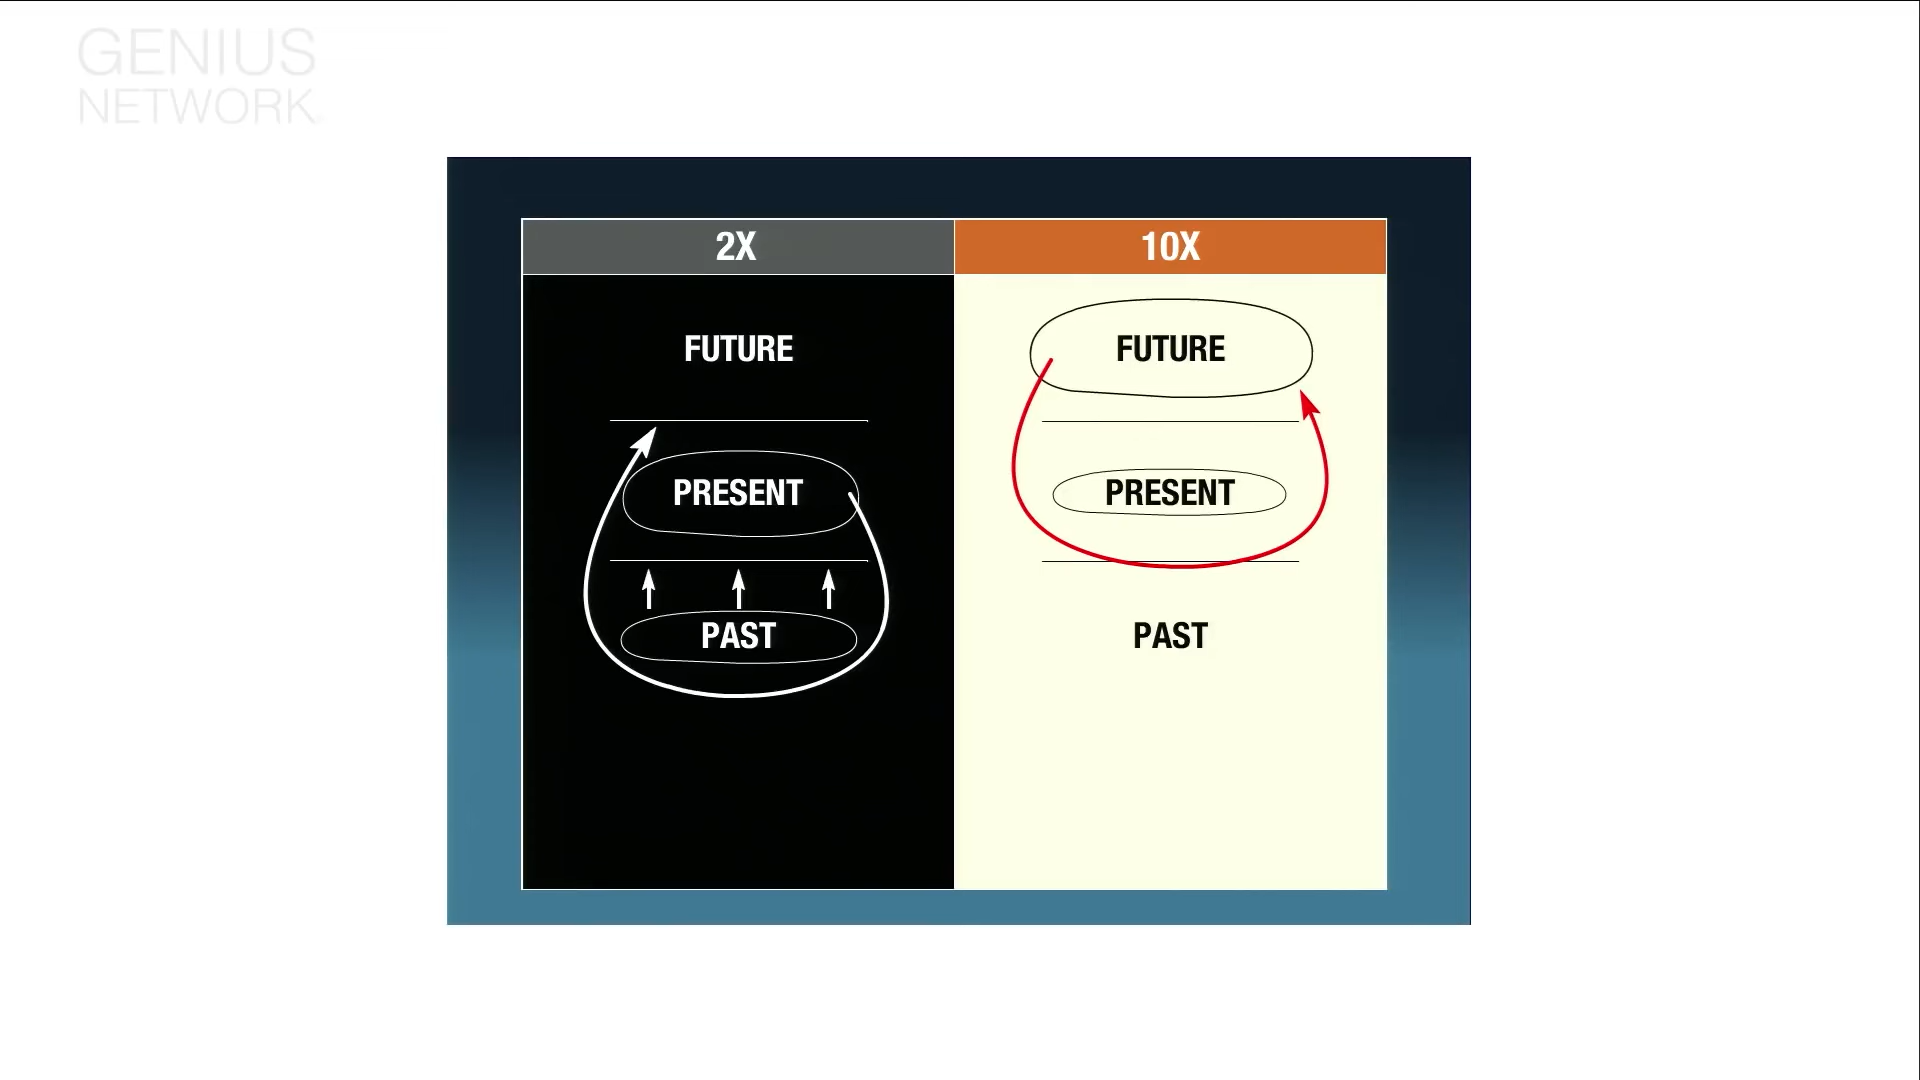 GENIUS
NETWORK
2X
10X
FUTURE
FUTURE
PRESENT
PRESENT
PAST
PAST